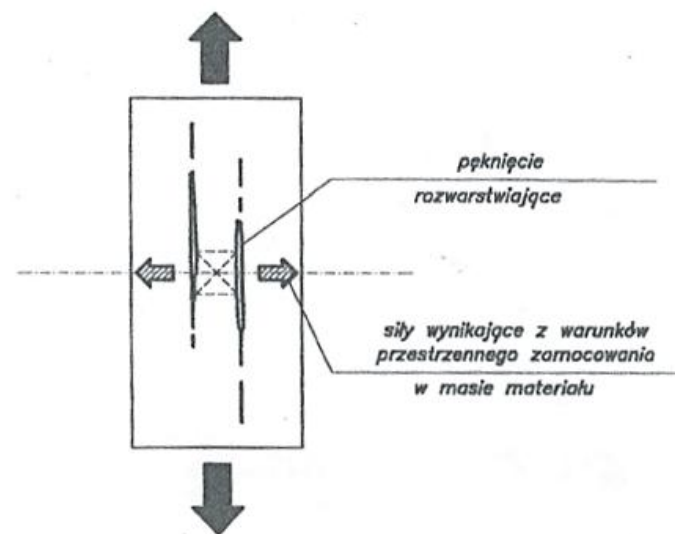 pęknięcie
rozwarstwiające
siły wynikające z warunków
przestrzennego zamocowania
w masie materiału